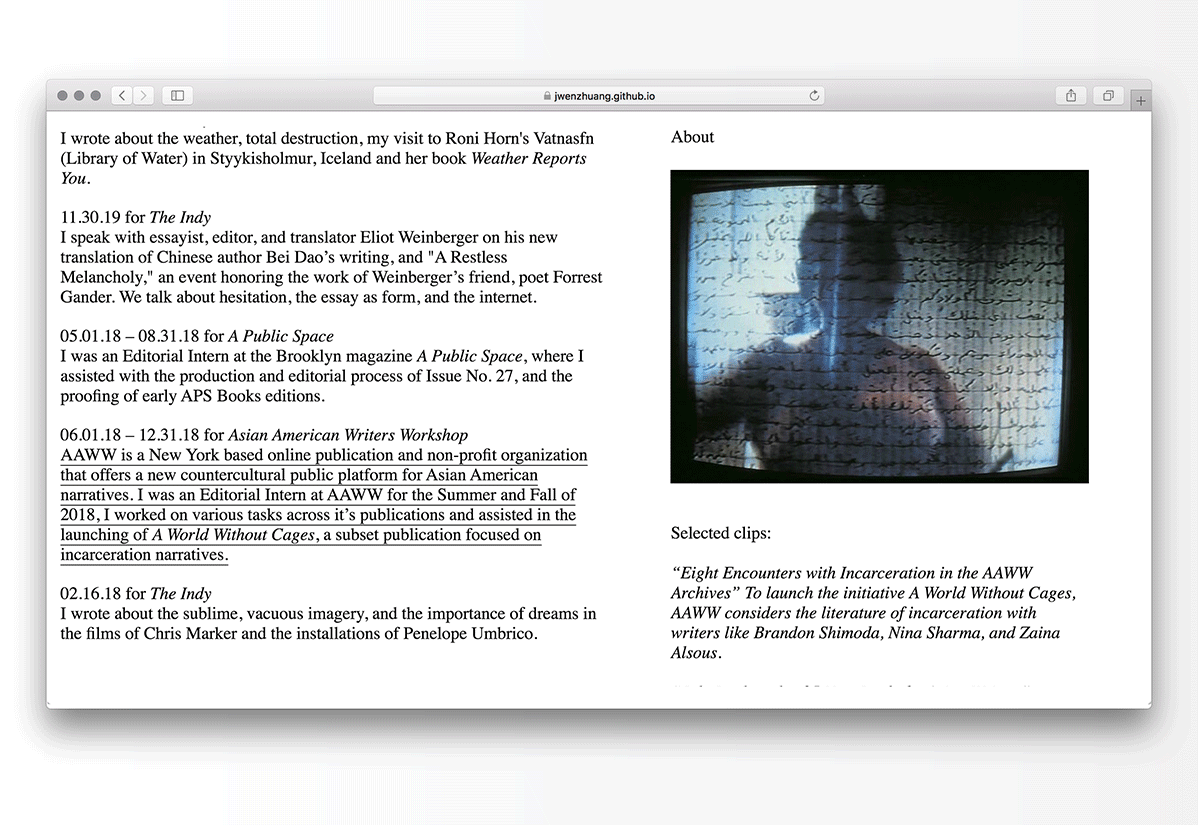 jwenzhuang.github.io
I wrote about the weather, total destruction, my visit to Roni Horn's Vatnasfn
(Library of Water) in Styykisholmur, Iceland and her book Weather Reports
You.
11.30.19 for The Indy
I speak with essayist, editor, and translator Eliot Weinberger on his new
translation of Chinese author Bei Dao’s writing, and "A Restless
Melancholy," an event honoring the work of Weinberger’s friend, poet Forrest
Gander. We talk about hesitation, the essay as form, and the internet.
05.01.18 – 08.31.18 for A Public Space
I was an Editorial Intern at the Brooklyn magazine A Public Space, where I
assisted with the production and editorial process of Issue No. 27, and the
proofing of early APS Books editions.
06.01.18 – 12.31.18 for Asian American Writers Workshop
AAWW is a New York based online publication and non-profit organization
that offers a new countercultural public platform for Asian American
narratives. I was an Editorial Intern at AAWW for the Summer and Fall of
2018, I worked on various tasks across it’s publications and assisted in the
launching of A World Without Cages, a subset publication focused on
incarceration narratives.
02.16.18 for The Indy
I wrote about the sublime, vacuous imagery, and the importance of dreams in
the films of Chris Marker and the installations of Penelope Umbrico.
About
Selected clips:
“Eight Encounters with Incarceration in the AAWW
Archives” To launch the initiative A World Without Cages,
AAWW considers the literature of incarceration with
writers like Brandon Shimoda, Nina Sharma, and Zaina
Alsous.